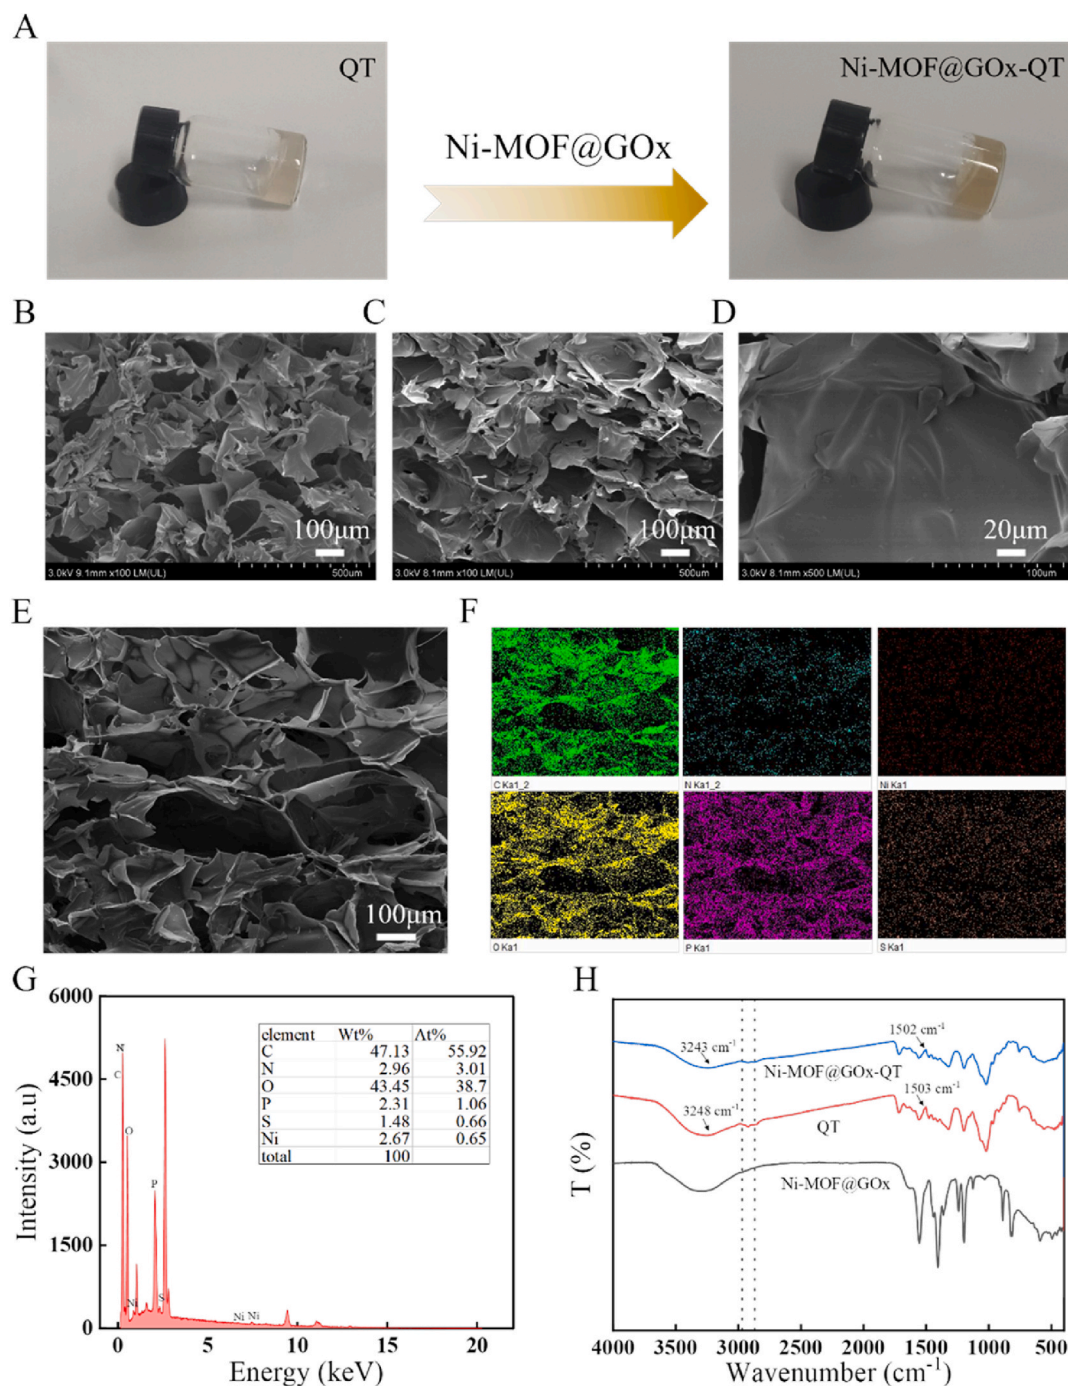 A
QT
Ni-MOF@GOx
Ni-MOF@GOx-QT
B
C
D
100μm
3.0kV 9.1mm x100 LM(UL)
500um
100μm
3.0kV 8.1mm x100 LM(UL)
500um
20μm
3.0kV 8.1mm x500 LM(UL)
100um
E
100μm
F
C Ka1_2
N Ka1_2
Ni Ka1
O Ka1
P Ka1
S Ka1
G
6000
4500
3000
1500
0
Intensity (a.u)
N
C
O
Ni
P
S
Ni Ni
element Wt% At%
C 47.13 55.92
N 2.96 3.01
O 43.45 38.7
P 2.31 1.06
S 1.48 0.66
Ni 2.67 0.65
total 100
0 5 10 15 20
Energy (keV)
H
T (%)
3243 cm-1
1502 cm-1
Ni-MOF@GOx-QT
3248 cm-1
1503 cm-1
QT
Ni-MOF@GOx
4000 3500 3000 2500 2000 1500 1000 500
Wavenumber (cm-1)